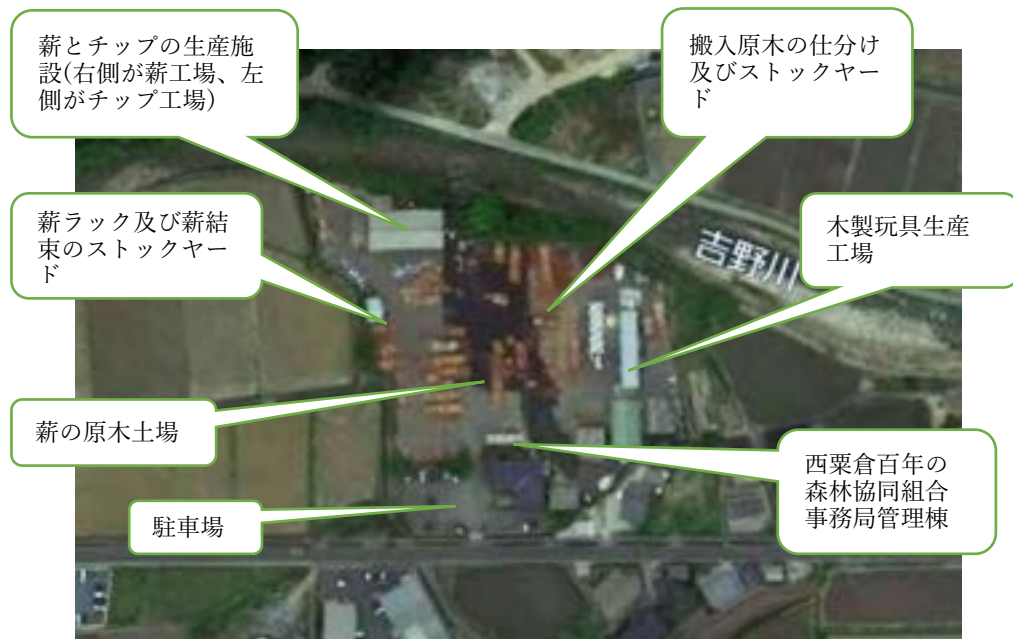 薪とチップの生産施
設(右側が薪工場、左
側がチップ工場)
搬入原木の仕分け
及びストックヤー
ド
薪ラック及び薪結
束のストックヤー
ド
木製玩具生産
工場
吉野川
薪の原木土場
西粟倉百年の
森林協同組合
事務局管理棟
駐車場